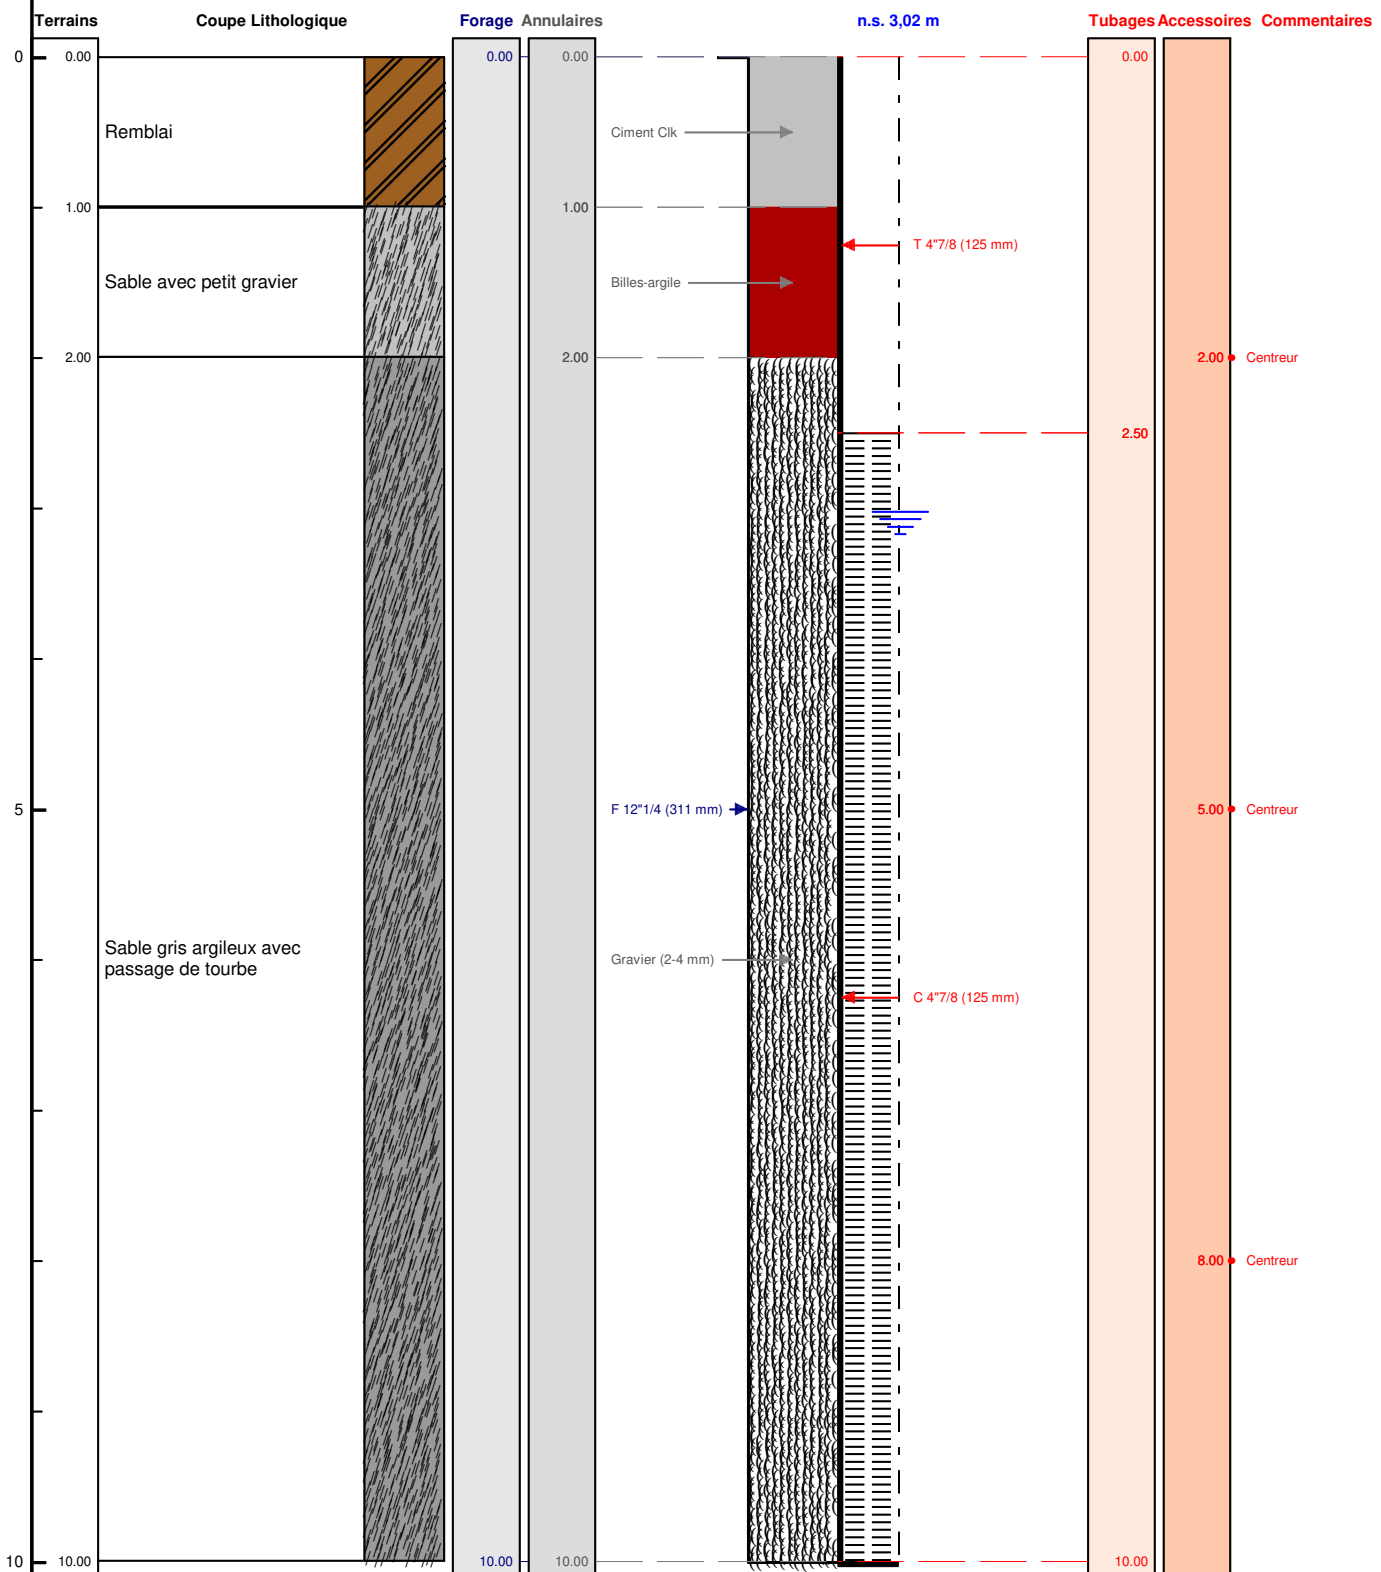 Terrains Coupe Lithologique Forage Annulaires n.s. 3,02 m Tubages Accessoires Commentaires
0 0.00 0.00 0.00 0.00
Remblai Ciment Clk
1.00 1.00
T 4"7/8 (125 mm)
Sable avec petit gravier Billes-argile
2.00 2.00 2.00 Centreur
2.50
5 F 12"1/4 (311 mm) 5.00 Centreur
Sable gris argileux avec
passage de tourbe
Gravier (2-4 mm)
C 4"7/8 (125 mm)
8.00 Centreur
10 10.00 10.00 10.00 10.00